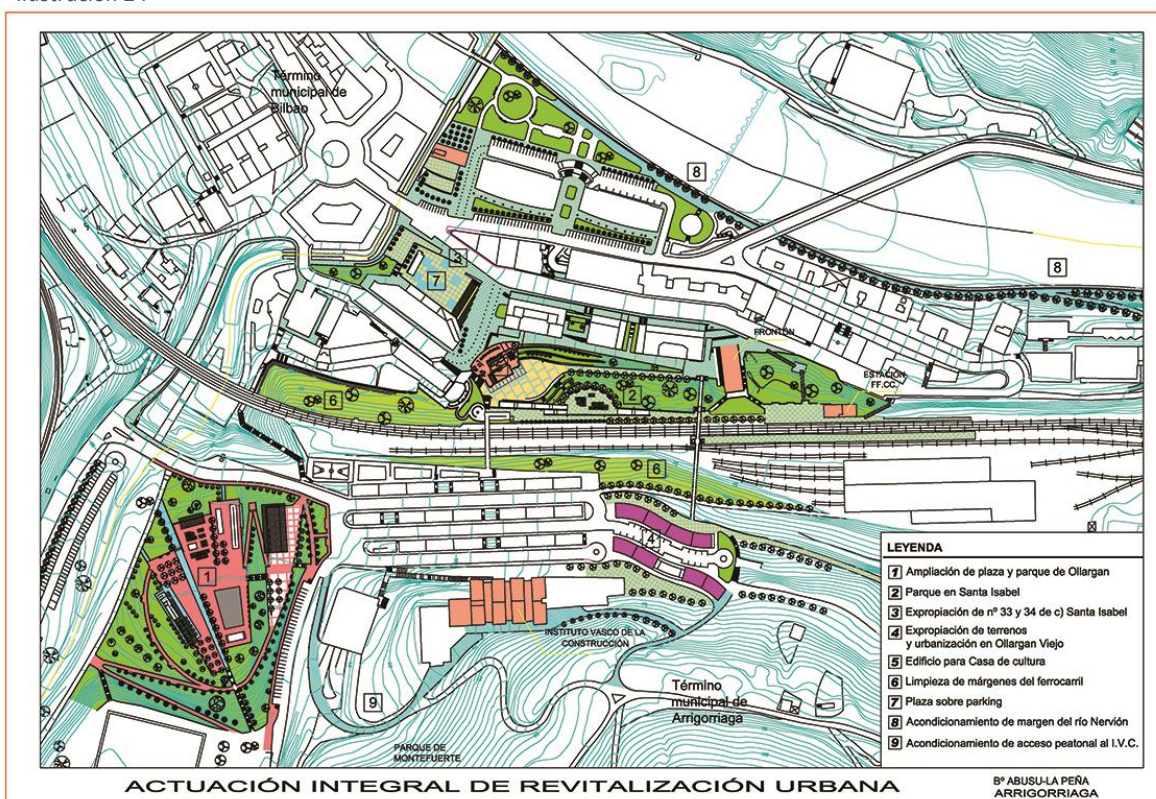 Ilustración 24
Término
municipal de
Bilbao
8
3
7
8
FRONTÓN
ESTACIÓN
FF.CC.
6
2
6
1
4
INSTITUTO VASCO DE LA
CONSTRUCCIÓN
9
Término
municipal de
Arrigorriaga
PARQUE DE
MONTEFUERTE
LEYENDA
1 Ampliación de plaza y parque de Ollargan
2 Parque en Santa Isabel
3 Expropiación de nº 33 y 34 de c) Santa Isabel
4 Expropiación de terrenos
y urbanización en Ollargan Viejo
5 Edificio para Casa de cultura
6 Limpieza de márgenes del ferrocarril
7 Plaza sobre parking
8 Acondicionamiento de margen del río Nervión
9 Acondicionamiento de acceso peatonal al I.V.C.
ACTUACIÓN INTEGRAL DE REVITALIZACIÓN URBANA
Bº ABUSU-LA PEÑA
ARRIGORRIAGA